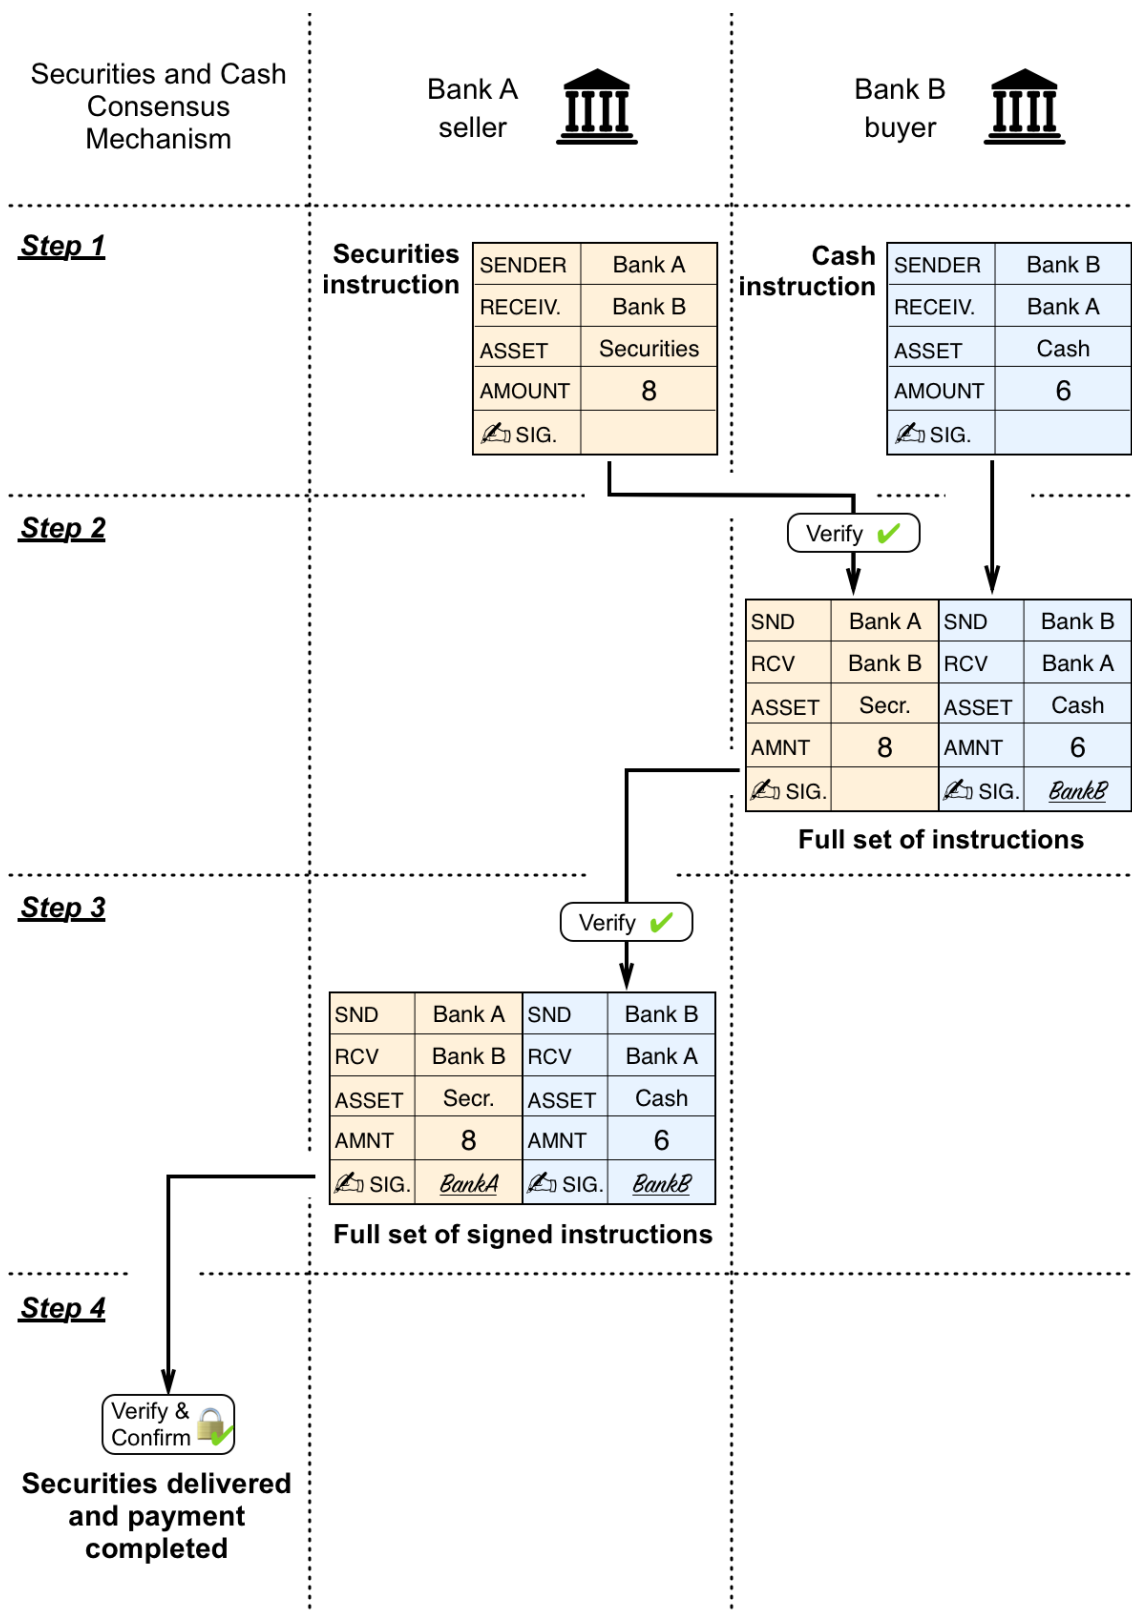 Securities and Cash
Consensus
Mechanism
Bank A
seller
Bank B
buyer
Step 1
Securities
instruction
SENDER Bank A
RECEIV. Bank B
ASSET Securities
AMOUNT 8
SIG.
Cash
instruction
SENDER Bank B
RECEIV. Bank A
ASSET Cash
AMOUNT 6
SIG.
Step 2
Verify
SND Bank A SND Bank B
RCV Bank B RCV Bank A
ASSET Secr. ASSET Cash
AMNT 8 AMNT 6
SIG. SIG. BankB
Full set of instructions
Step 3
Verify
SND Bank A SND Bank B
RCV Bank B RCV Bank A
ASSET Secr. ASSET Cash
AMNT 8 AMNT 6
SIG. BankA SIG. BankB
Full set of signed instructions
Step 4
Verify &
Confirm
Securities delivered
and payment
completed